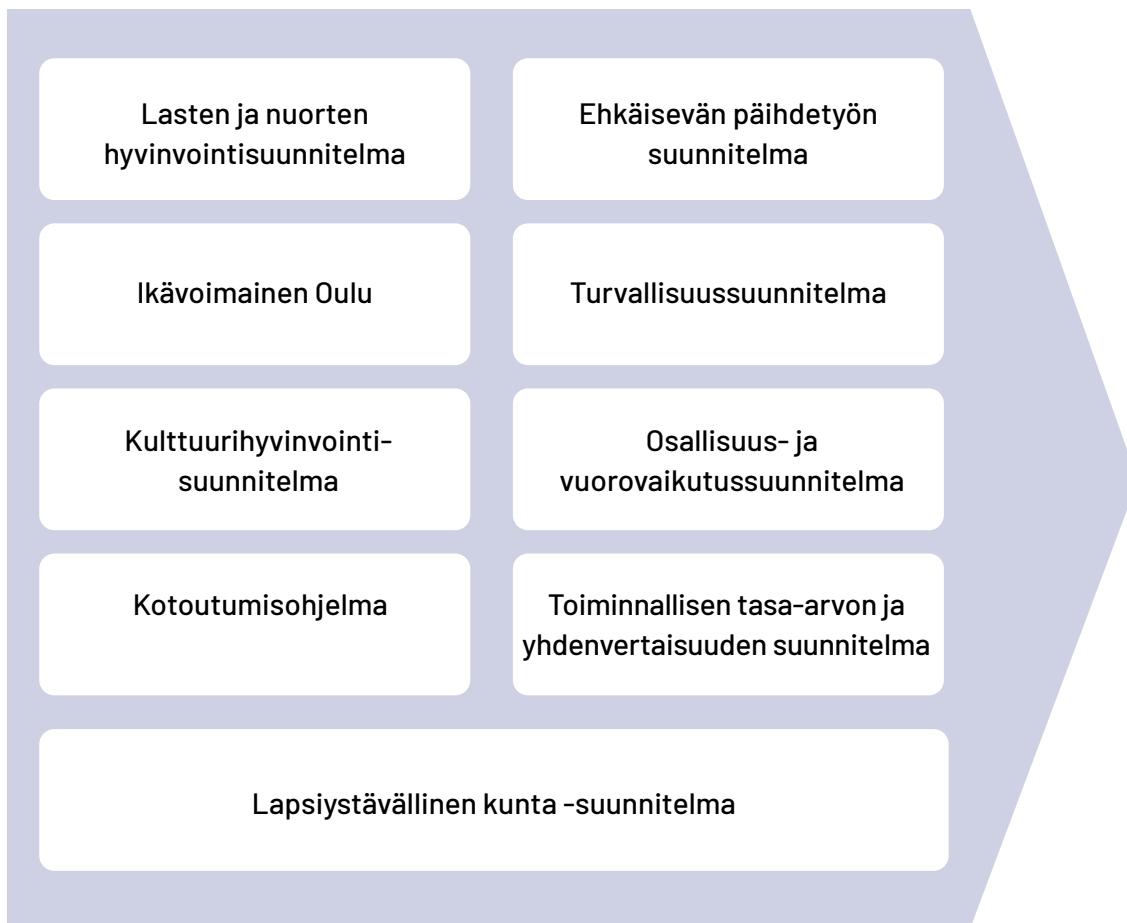 Lasten ja nuorten
hyvinvointisuunnitelma
Ehkäisevän päihdetyön
suunnitelma
Ikävoimainen Oulu
Turvallisuussuunnitelma
Kulttuurihyvinvointi-
suunnitelma
Osallisuus- ja
vuorovaikutussuunnitelma
Kotoutumisohjelma
Toiminnallisen tasa-arvon ja
yhdenvertaisuuden suunnitelma
Lapsiystävällinen kunta -suunnitelma